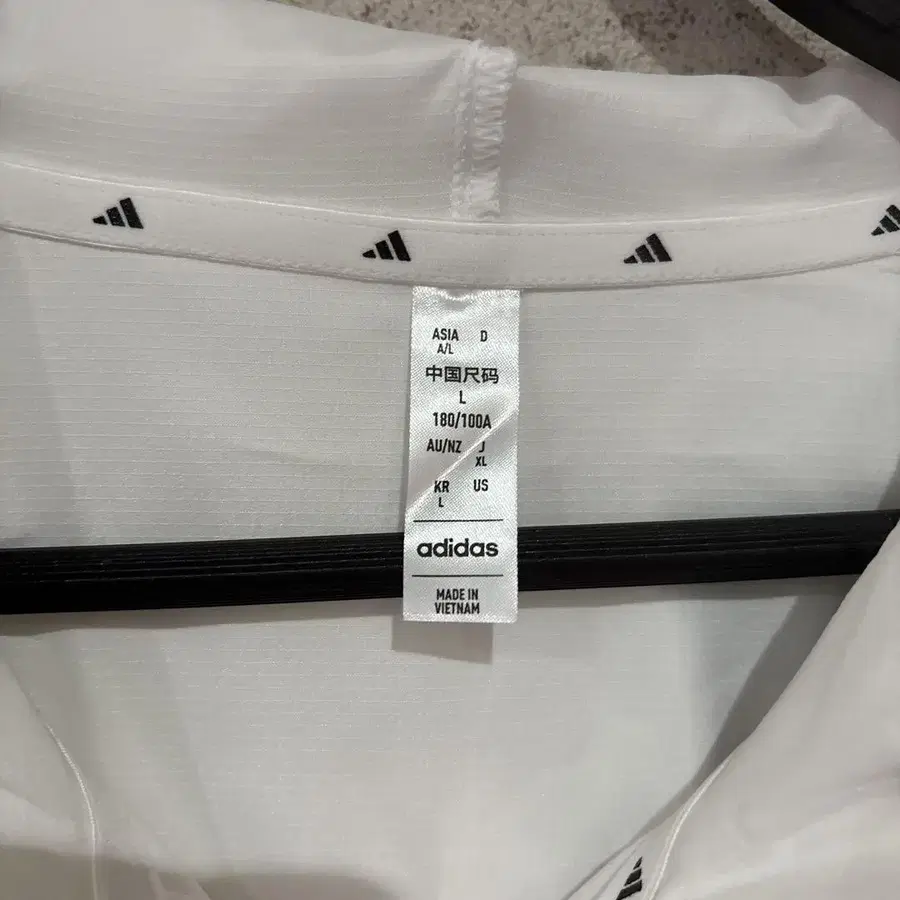 ASIA D
A/L
中国尺码
L
180/100A
AU/NZ J
XL
KR US
L
adidas
MADE IN
VIETNAM